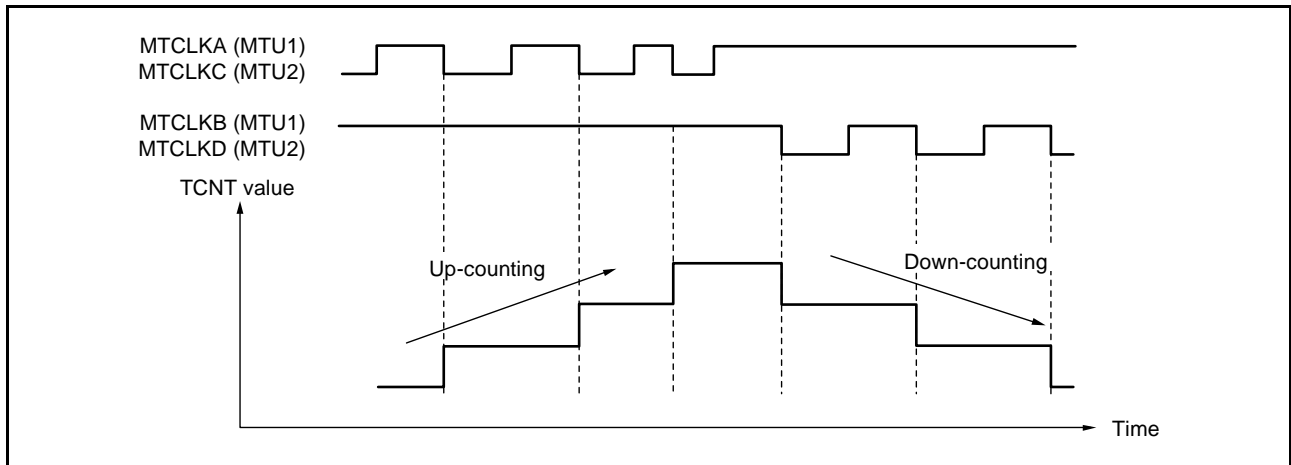 MTCLKA (MTU1)
MTCLKC (MTU2)
MTCLKB (MTU1)
MTCLKD (MTU2)
TCNT value
Up-counting
Down-counting
Time